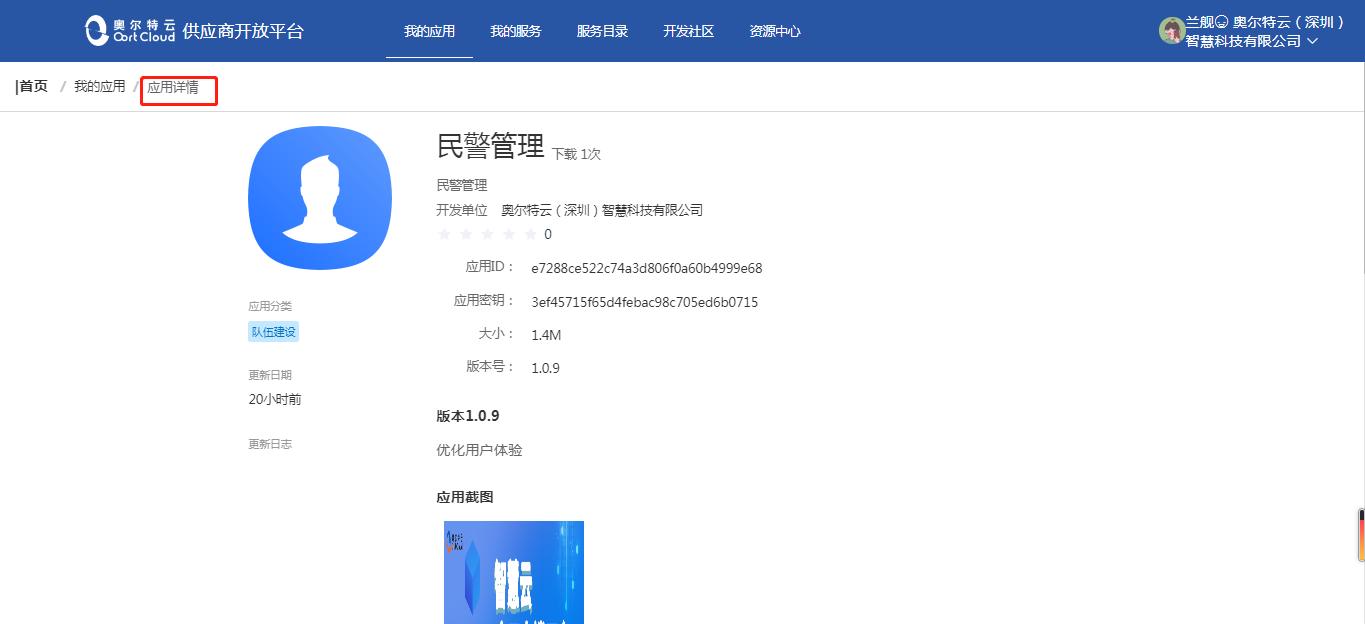 奥尔特云
Oort Cloud
供应商开放平台
我的应用 我的服务 服务目录 开发社区 资源中心
兰舰 奥尔特云（深圳）
智慧科技有限公司
|首页 / 我的应用 / 应用详情
民警管理 下载 1次
民警管理
开发单位 奥尔特云（深圳）智慧科技有限公司
0
应用ID： e7288ce522c74a3d806f0a60b4999e68
应用密钥： 3ef45715f65d4febac98c705ed6b0715
大小： 1.4M
版本号： 1.0.9
应用分类
队伍建设
更新日期
20小时前
更新日志
版本1.0.9
优化用户体验
应用截图
智慧云